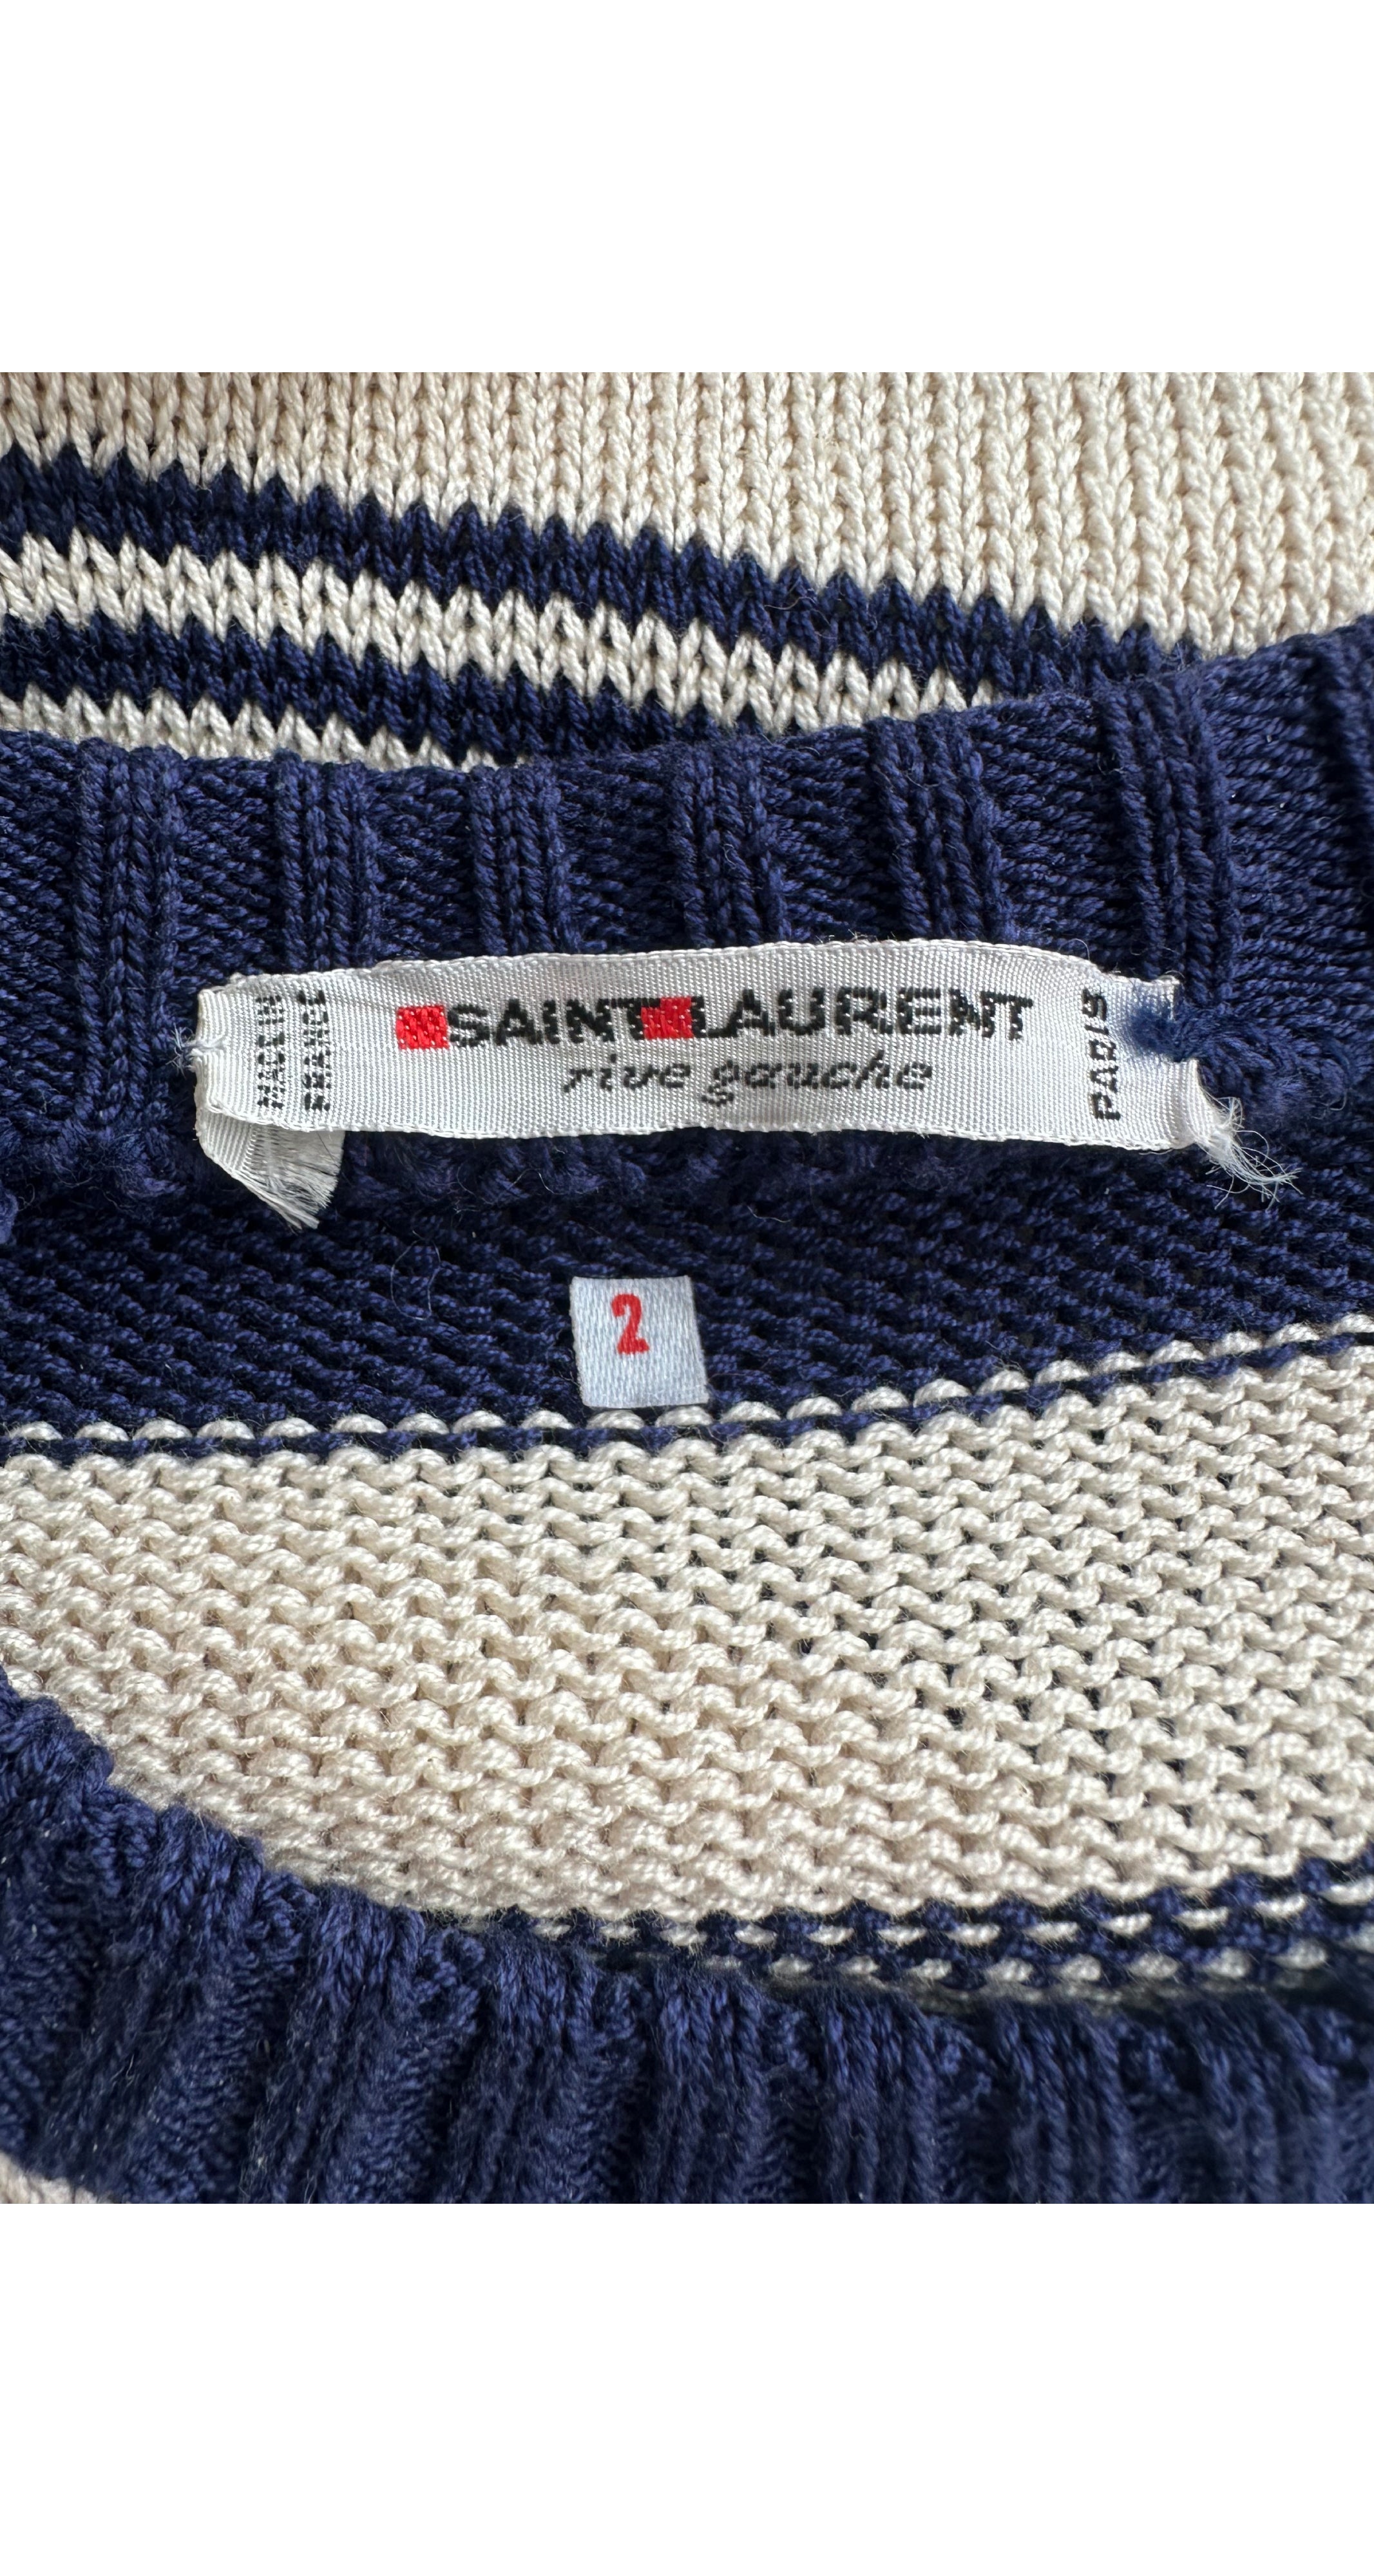 MADE IN
FRANCE
SAINT LAURENT
rive gauche
PARIS
2